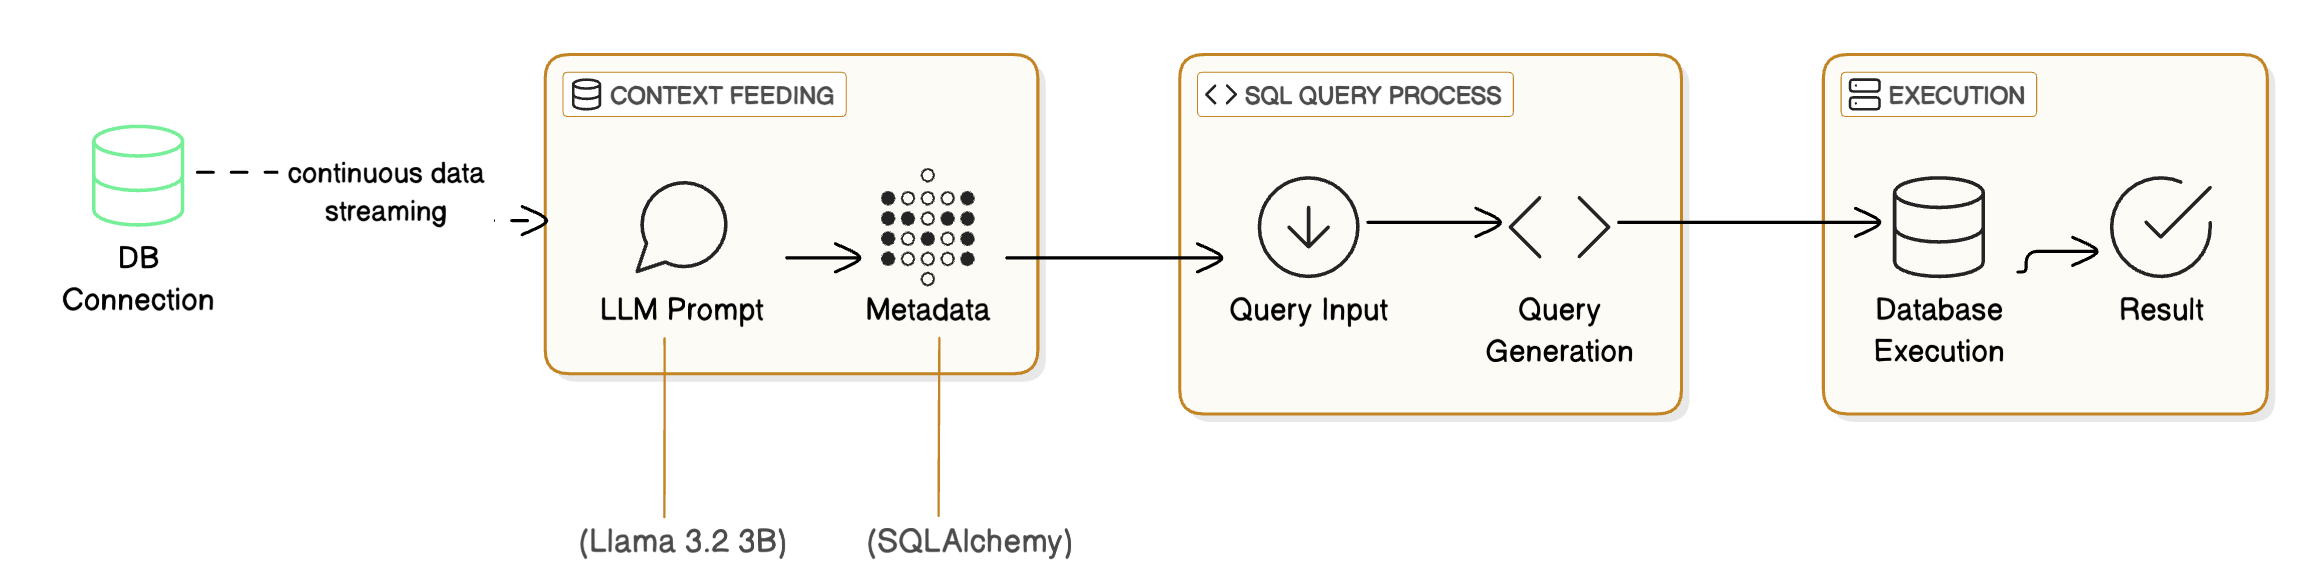 CONTEXT FEEDING
SQL QUERY PROCESS
EXECUTION
continuous data
streaming
DB
Connection
LLM Prompt
Metadata
Query Input
Query
Generation
Database
Execution
Result
(Llama 3.2 3B)
(SQLAlchemy)